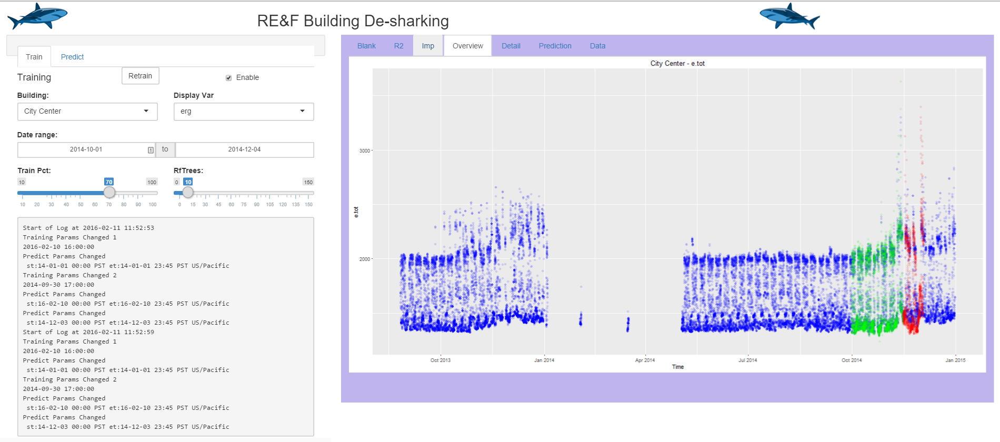 RE&F Building De-sharking
Train Predict
Training Retrain Enable
Building: Display Var
City Center erg
Date range:
2014-10-01 to 2014-12-04
Train Pct: RfTrees:
10 70 100 0 10 150
10 20 30 40 50 60 70 80 90 100 0 15 30 45 60 75 90 105 120 135 150
Start of Log at 2016-02-11 11:52:53
Training Params Changed 1
2016-02-10 16:00:00
Predict Params Changed
st:14-01-01 00:00 PST et:14-01-01 23:45 PST US/Pacific
Training Params Changed 2
2014-09-30 17:00:00
Predict Params Changed
st:16-02-10 00:00 PST et:16-02-10 23:45 PST US/Pacific
Predict Params Changed
st:14-12-03 00:00 PST et:14-12-03 23:45 PST US/Pacific
Start of Log at 2016-02-11 11:52:59
Training Params Changed 1
2016-02-10 16:00:00
Predict Params Changed
st:14-01-01 00:00 PST et:14-01-01 23:45 PST US/Pacific
Training Params Changed 2
2014-09-30 17:00:00
Predict Params Changed
st:16-02-10 00:00 PST et:16-02-10 23:45 PST US/Pacific
Predict Params Changed
st:14-12-03 00:00 PST et:14-12-03 23:45 PST US/Pacific
Blank R2 Imp Overview Detail Prediction Data
City Center - e.tot
3000
e.tot
2000
Oct 2013 Jan 2014 Apr 2014 Jul 2014 Oct 2014 Jan 2015
Time